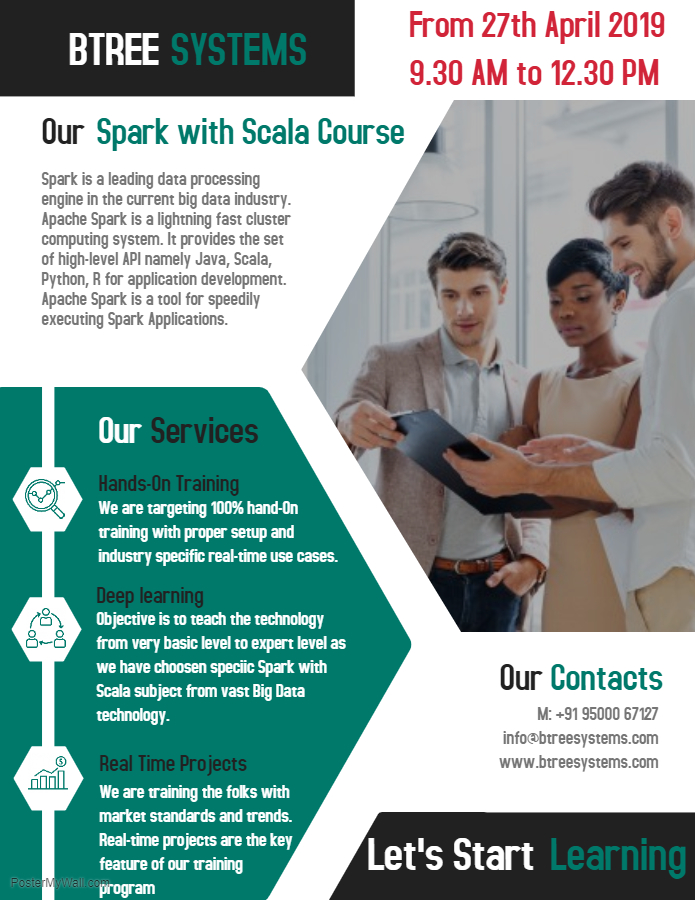 BTREE SYSTEMS
From 27th April 2019
9.30 AM to 12.30 PM
Our Spark with Scala Course
Spark is a leading data processing
engine in the current big data industry.
Apache Spark is a lightning fast cluster
computing system. It provides the set
of high-level API namely Java, Scala,
Python, R for application development.
Apache Spark is a tool for speedily
executing Spark Applications.
Our Services
Hands-On Training
We are targeting 100% hand-On
training with proper setup and
industry specific real-time use cases.
Deep learning
Objective is to teach the technology
from very basic level to expert level as
we have choosen speciic Spark with
Scala subject from vast Big Data
technology.
Real Time Projects
We are training the folks with
market standards and trends.
Real-time projects are the key
feature of our training
program
Our Contacts
M: +91 95000 67127
info@btreesystems.com
www.btreesystems.com
Let's Start Learning
PosterMyWall.com